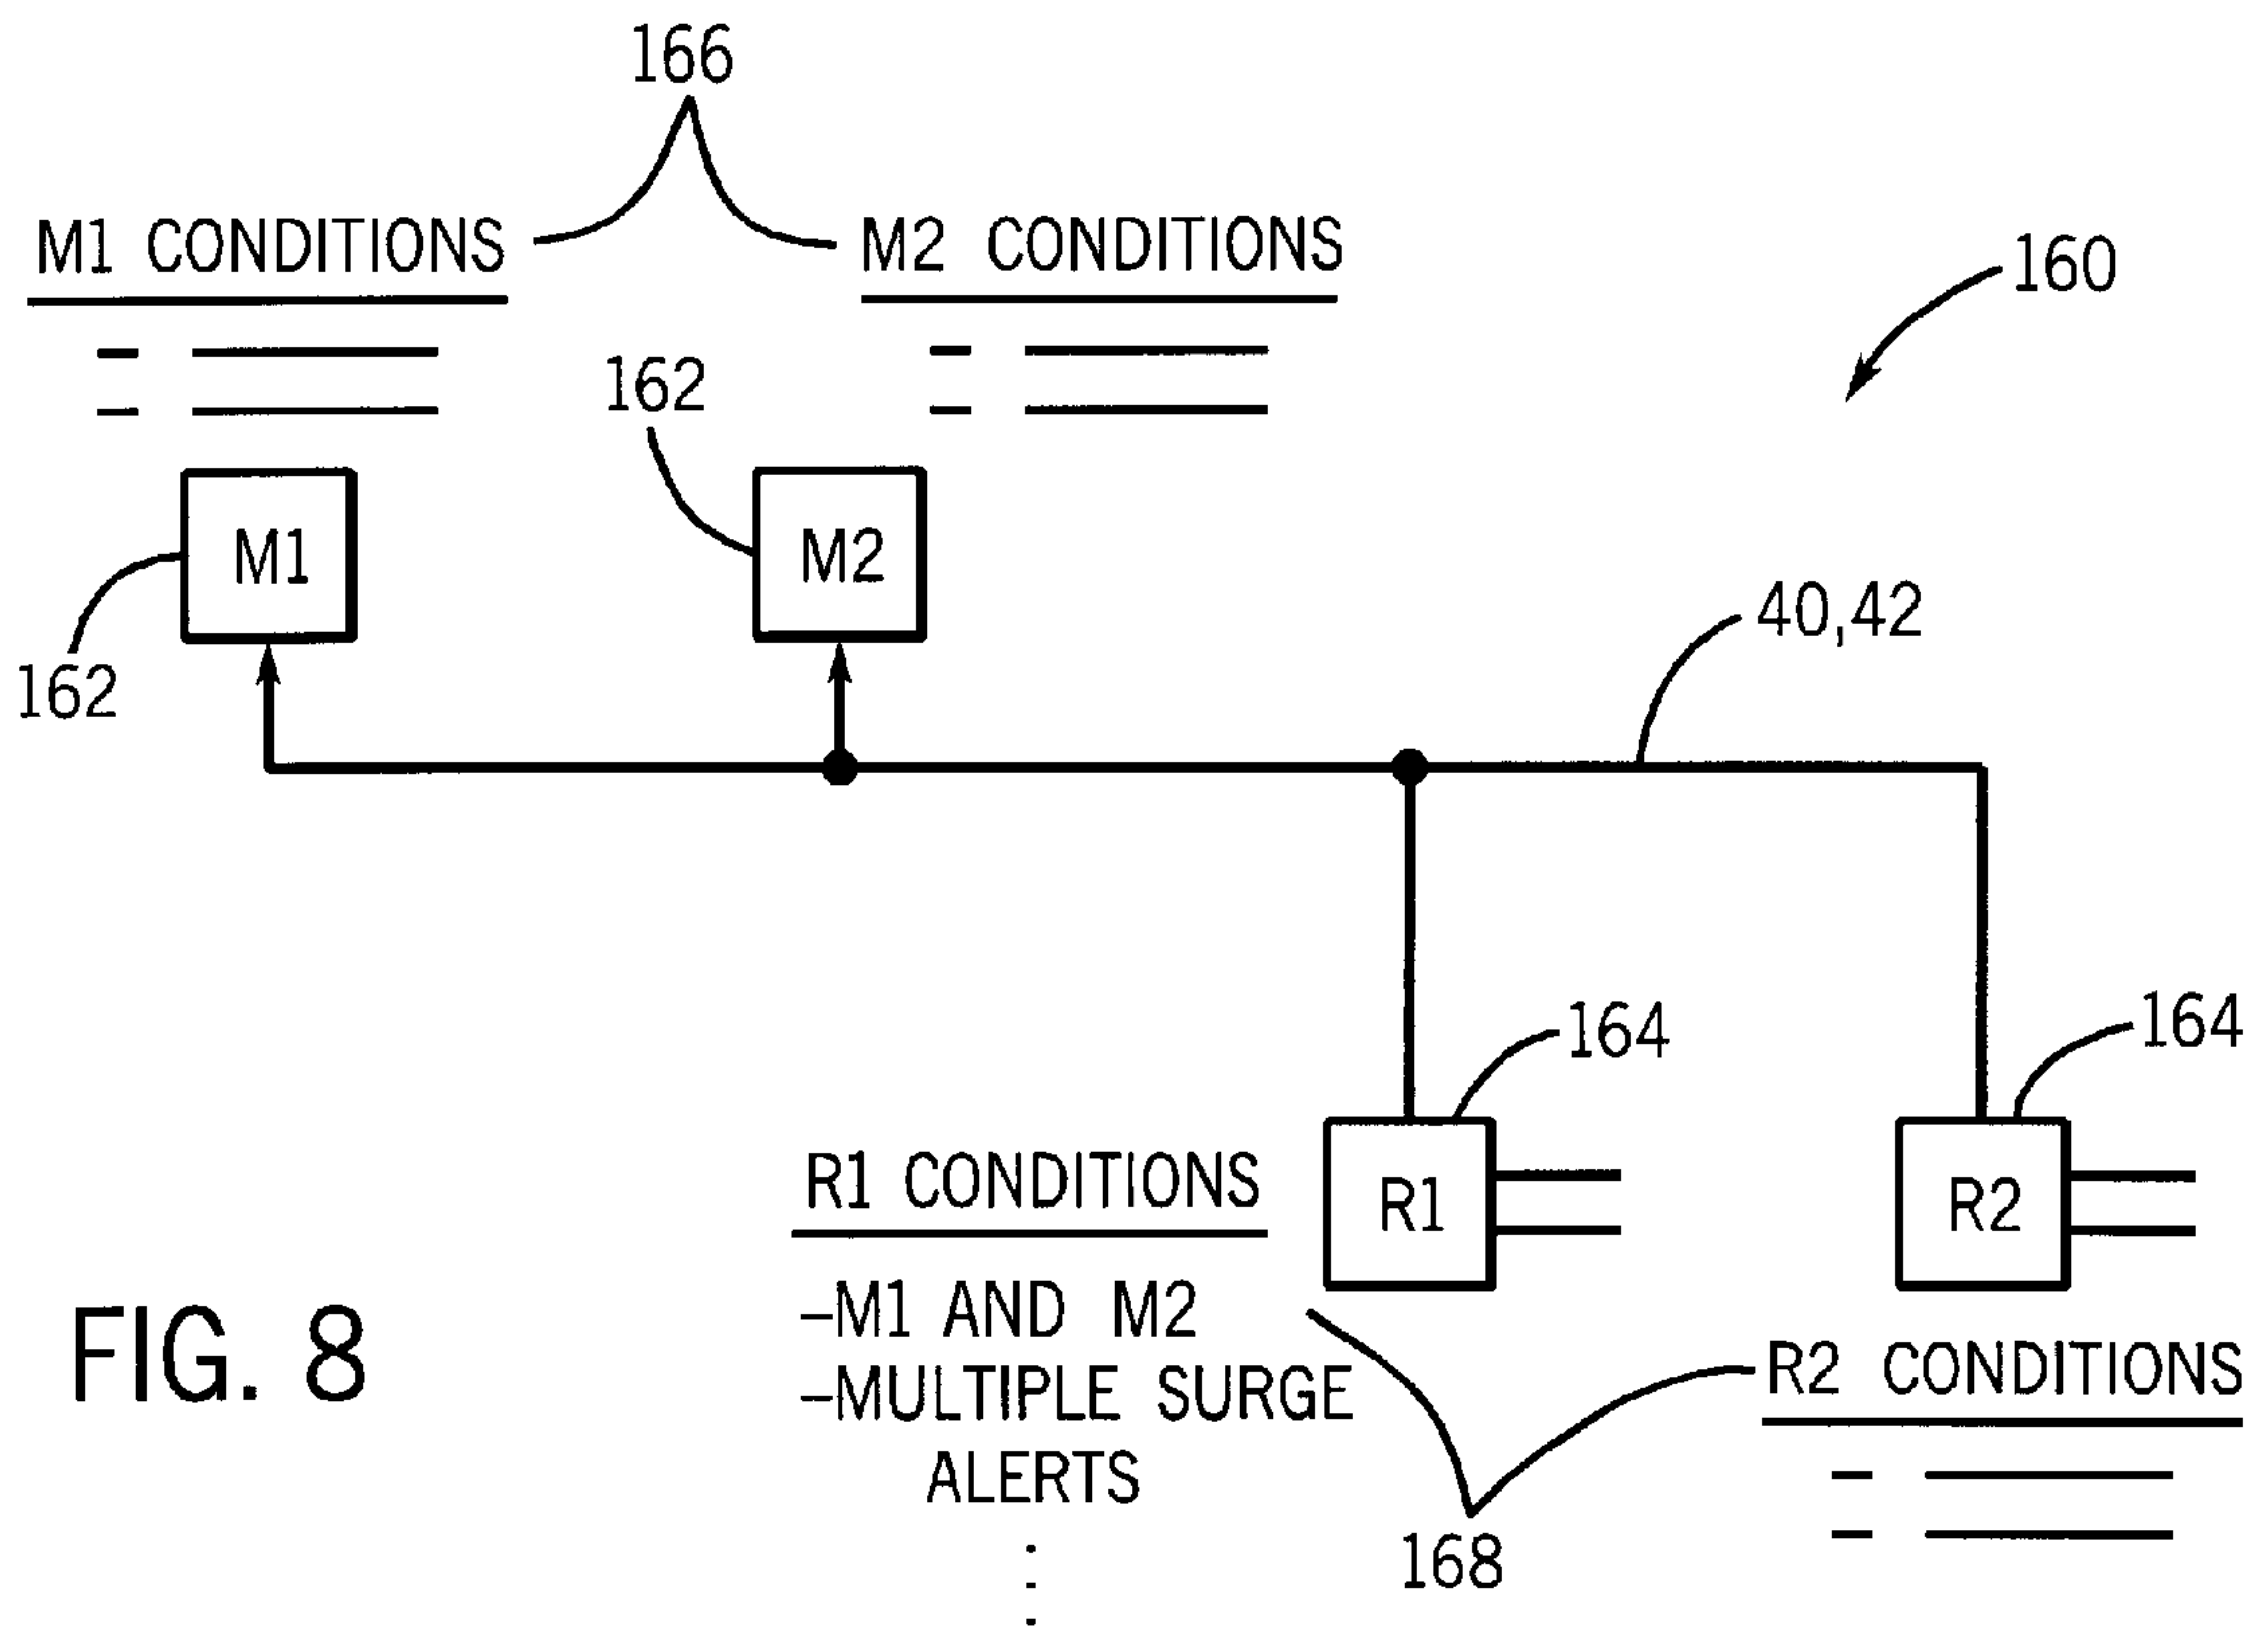 166
M1 CONDITIONS
M2 CONDITIONS
160
162
M1
M2
162
40,42
164
164
R1 CONDITIONS
R1
R2
-M1 AND M2
-MULTIPLE SURGE
ALERTS
R2 CONDITIONS
168
FIG. 8